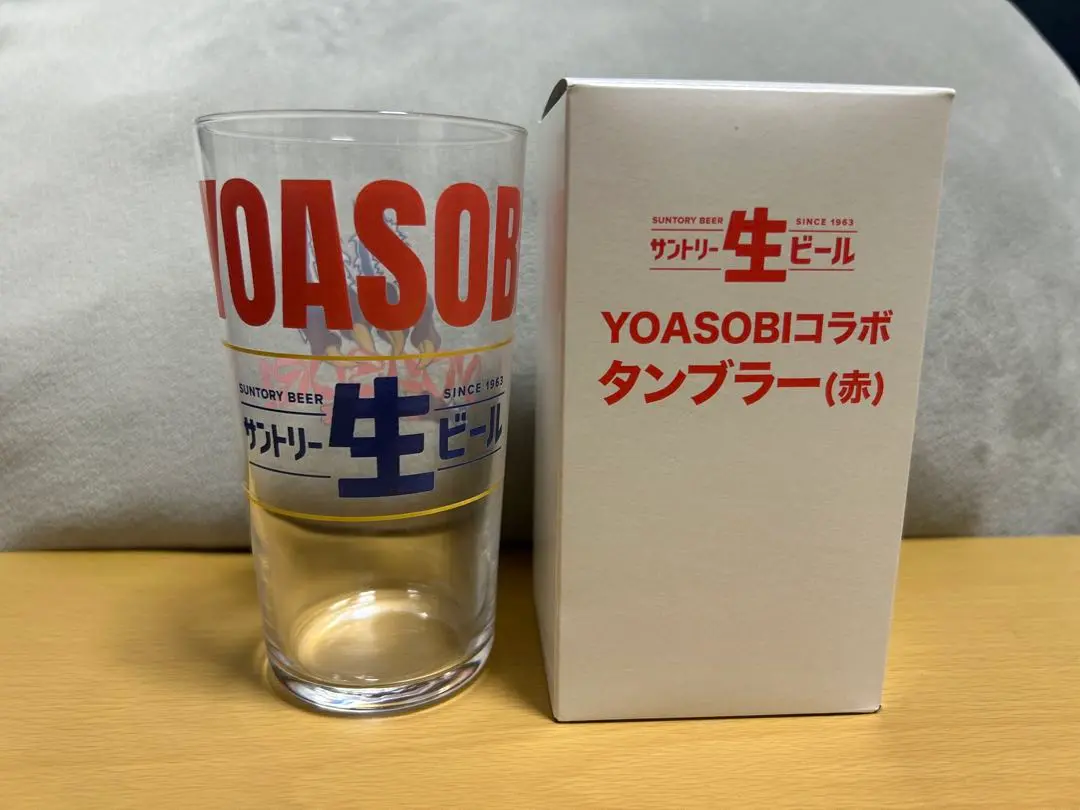 YOASOB
SUNTORY BEER
SINCE 1963
サントリー生ビール
SUNTORY BEER
SINCE 1963
サントリー生ビール
YOASOBIコラボ
タンブラー(赤)